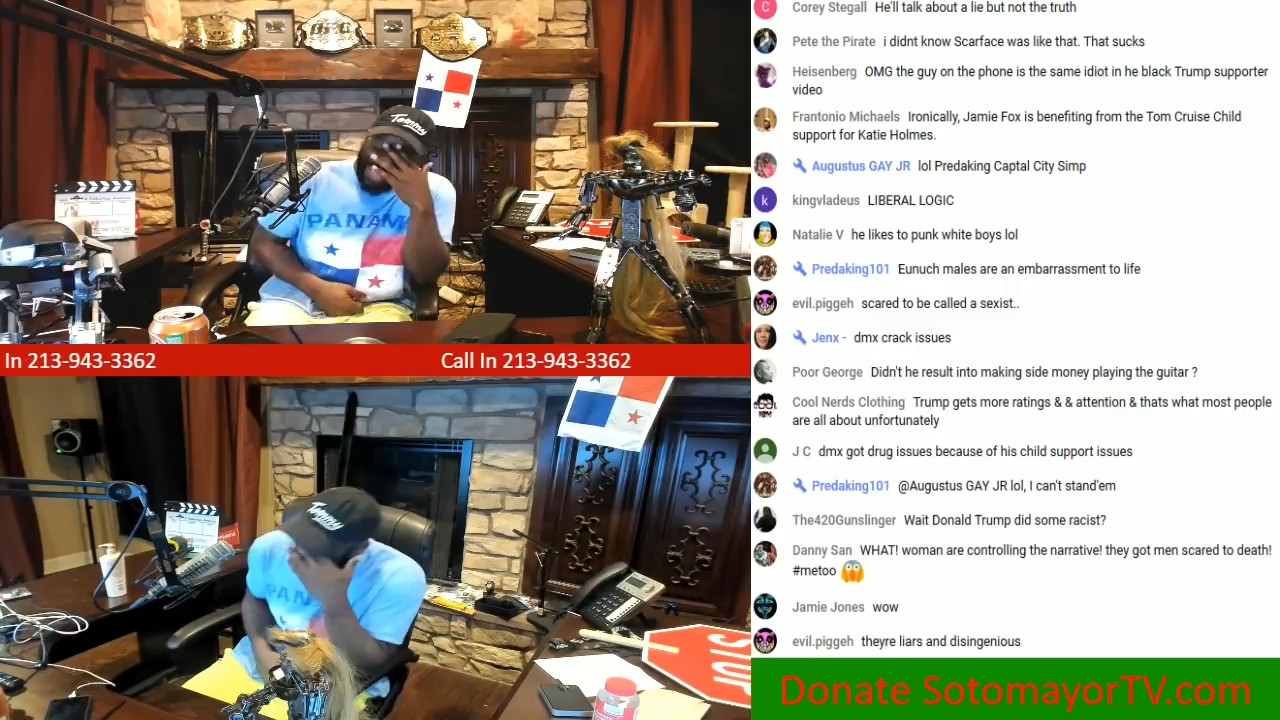 Tommy
PANAM
In 213-943-3362
Call In 213-943-3362
Tommy
PANA
STOP
C
Corey Stegall He'll talk about a lie but not the truth
Pete the Pirate i didnt know Scarface was like that. That sucks
Heisenberg OMG the guy on the phone is the same idiot in he black Trump supporter
video
Frantonio Michaels Ironically, Jamie Fox is benefiting from the Tom Cruise Child
support for Katie Holmes.
Augustus GAY JR lol Predaking Captal City Simp
k
kingvladeus LIBERAL LOGIC
Natalie V he likes to punk white boys lol
Predaking101 Eunuch males are an embarrassment to life
evil.piggeh scared to be called a sexist..
Jenx - dmx crack issues
Poor George Didn't he result into making side money playing the guitar ?
Cool Nerds Clothing Trump gets more ratings & & attention & thats what most people
are all about unfortunately
J C dmx got drug issues because of his child support issues
Predaking101 @Augustus GAY JR lol, I can't stand'em
The420Gunslinger Wait Donald Trump did some racist?
Danny San WHAT! woman are controlling the narrative! they got men scared to death!
#metoo 😱
Jamie Jones wow
evil.piggeh theyre liars and disingenious
Donate SotomayorTV.com